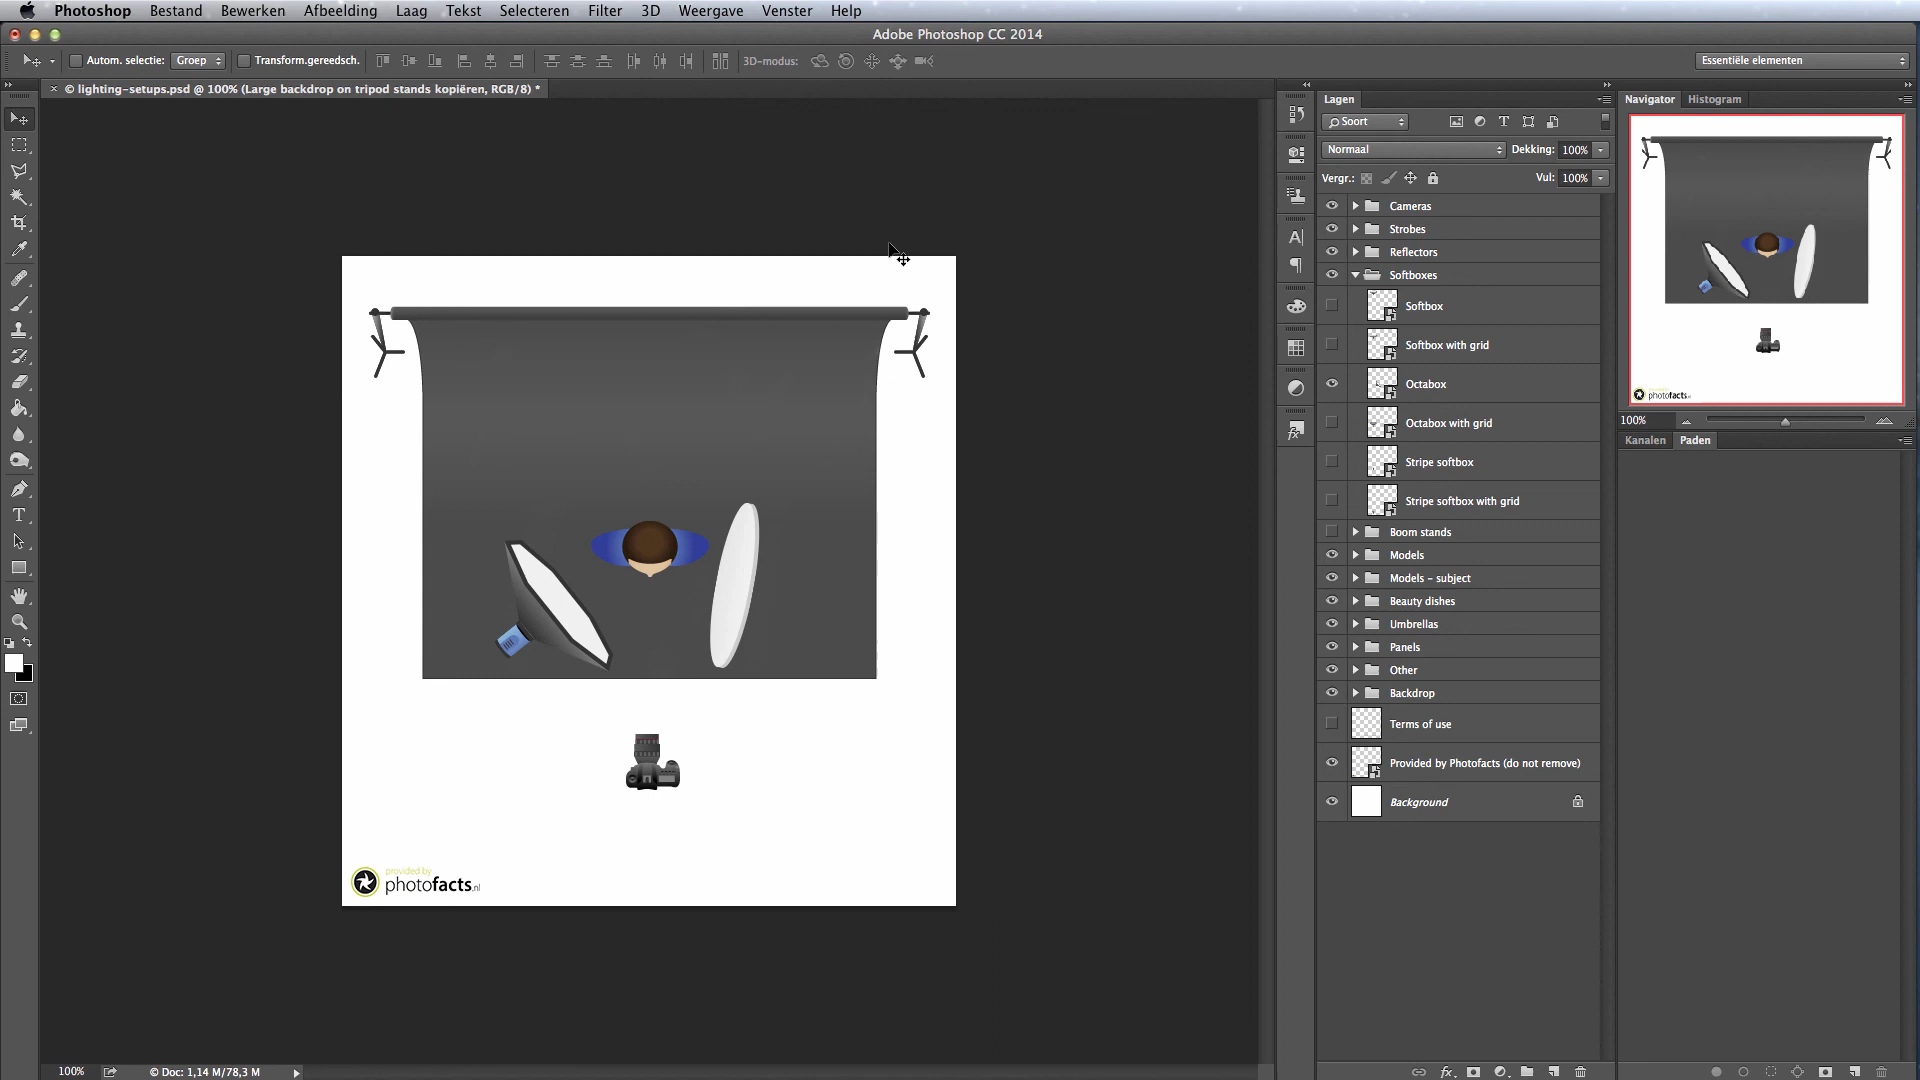 Photoshop Bestand Bewerken Afbeelding Laag Tekst Selecteren Filter 3D Weergave Venster Help
Adobe Photoshop CC 2014
Autom. selectie: Groep Transform.gereedsch. 3D-modus: Essentiële elementen
× © lighting-setups.psd @ 100% (Large backdrop on tripod stands kopiëren, RGB/8) *
Lagen
Navigator Histogram
Soort
Normaal Dekking: 100%
Vergr.: Vul: 100%
Cameras
Strobes
Reflectors
Softboxes
Softbox
Softbox with grid
Octabox
Octabox with grid
Stripe softbox
Stripe softbox with grid
Boom stands
Models
Models - subject
Beauty dishes
Umbrellas
Panels
Other
Backdrop
Terms of use
Provided by Photofacts (do not remove)
Background
photofacts.nl
100%
Kanalen Paden
provided by
photofacts.nl
100% © Doc: 1,14 M/78,3 M